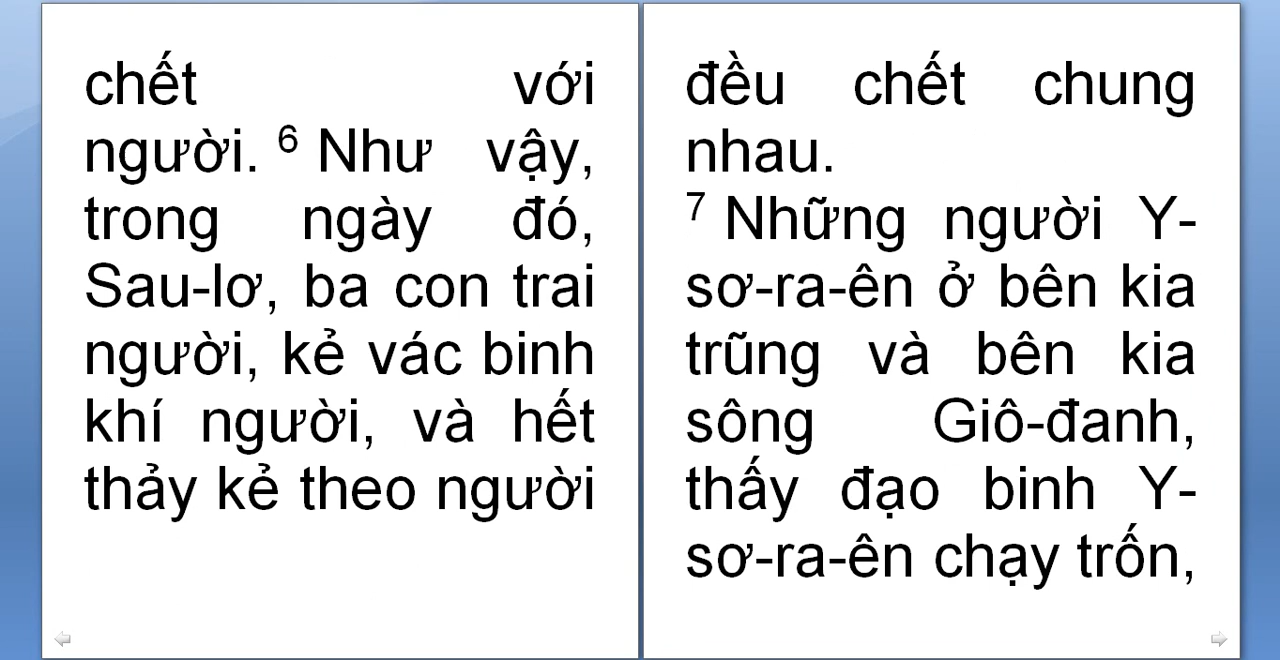 chết với
người. ⁶ Như vậy,
trong ngày đó,
Sau-lơ, ba con trai
người, kẻ vác binh
khí người, và hết
thảy kẻ theo người
đều chết chung
nhau.
⁷ Những người Y-
sơ-ra-ên ở bên kia
trũng và bên kia
sông Giô-đanh,
thấy đạo binh Y-
sơ-ra-ên chạy trốn,